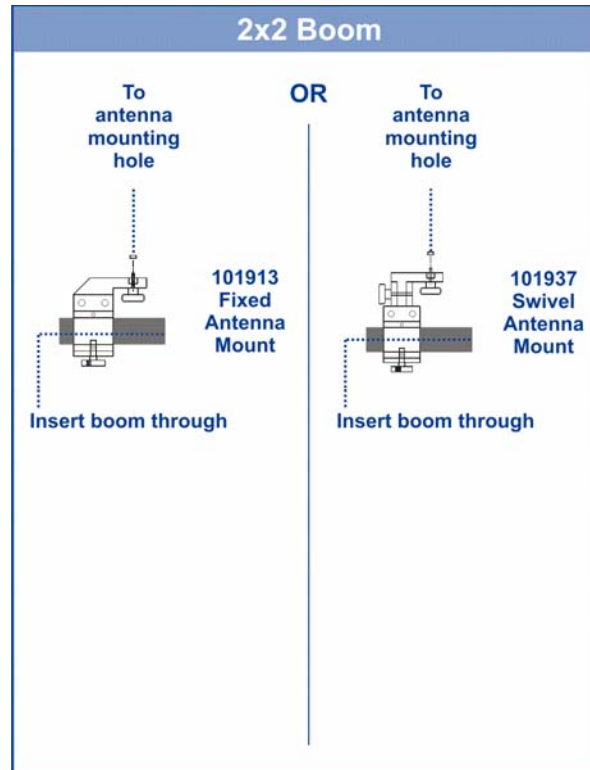 2x2 Boom
To
antenna
mounting
hole
OR
To
antenna
mounting
hole
101913
Fixed
Antenna
Mount
101937
Swivel
Antenna
Mount
Insert boom through
Insert boom through